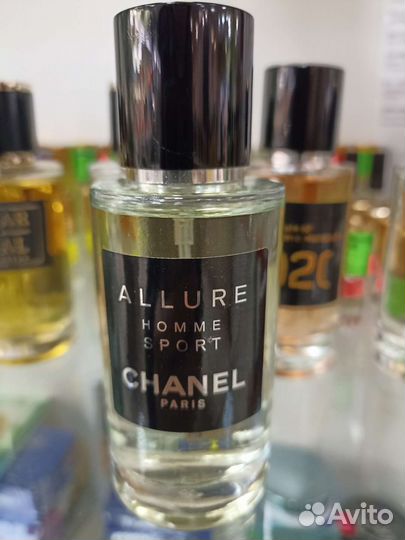 ALLURE
HOMME
SPORT
CHANEL
PARIS
Avito